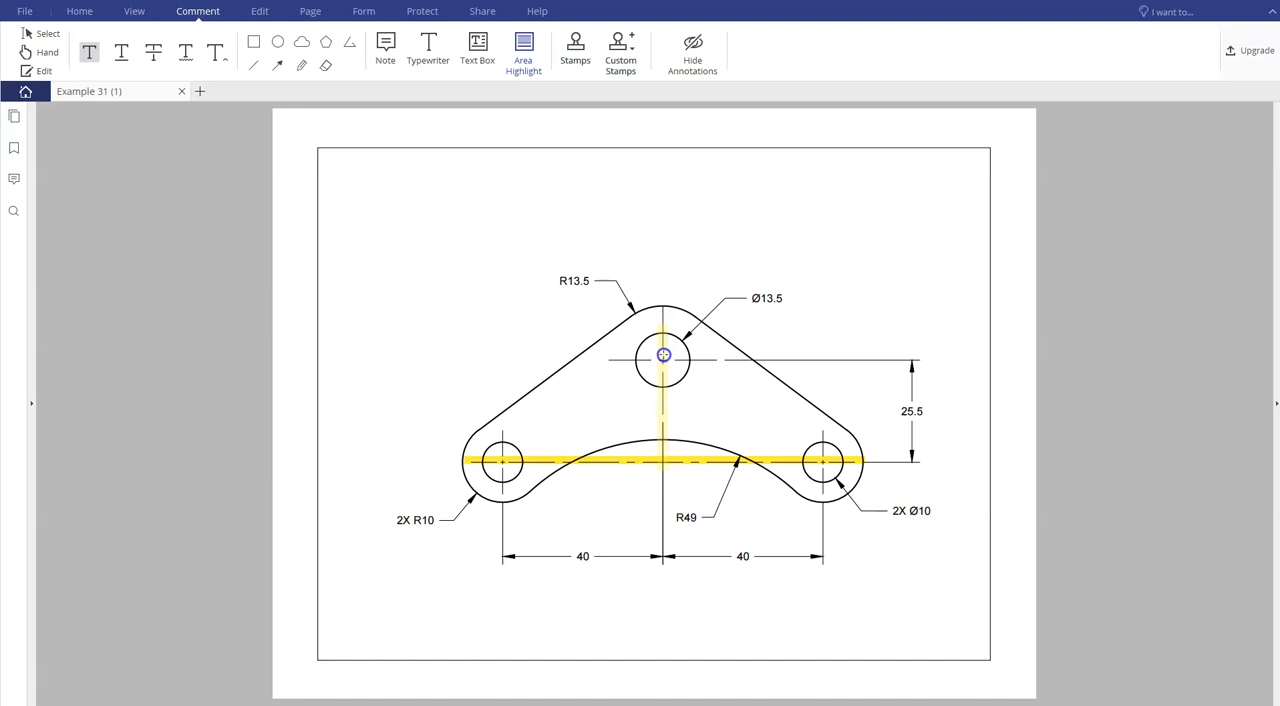 File Home View Comment Edit Page Form Protect Share Help I want to...
Select
Hand
Edit
Note Typewriter Text Box Area Highlight Stamps Custom Stamps Hide Annotations
Upgrade
Example 31 (1)
R13.5
Ø13.5
25.5
2X R10
R49
2X Ø10
40
40